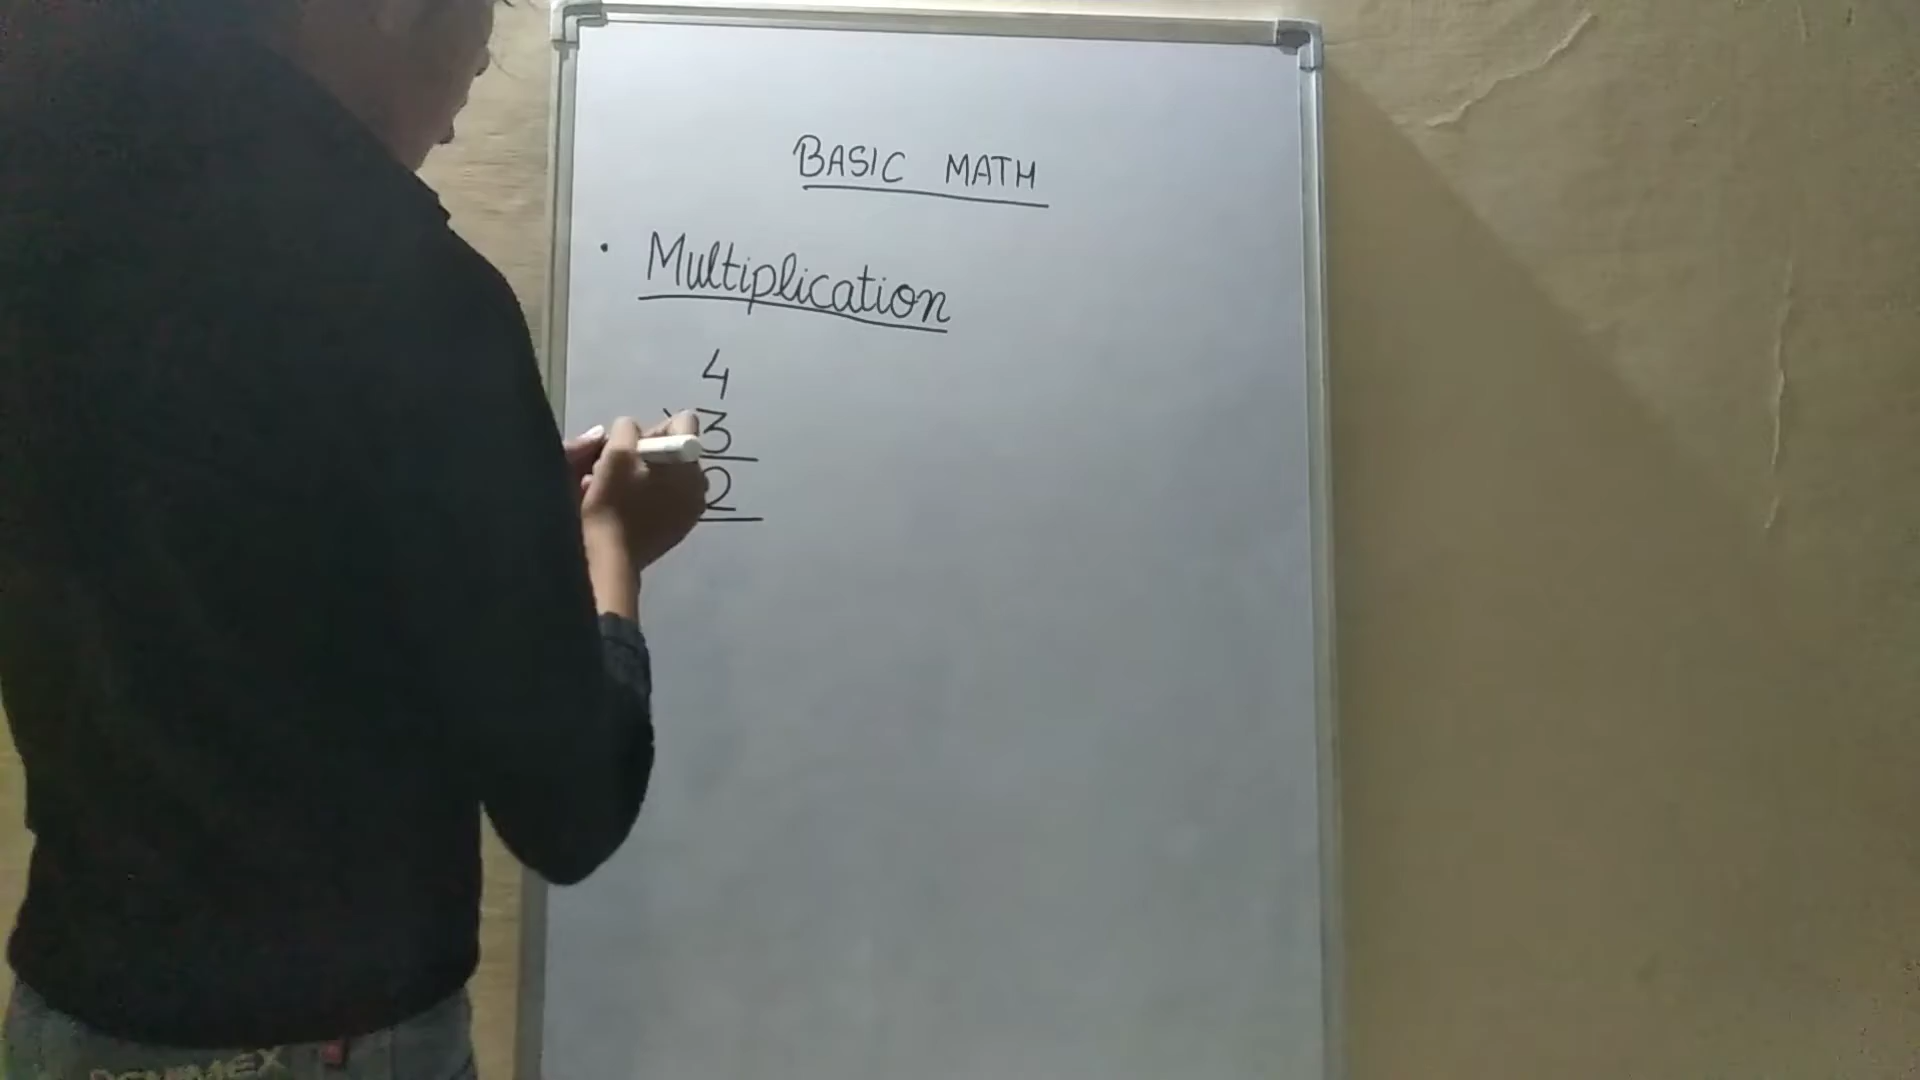 BASIC MATH
• Multiplication
4
× 3
2